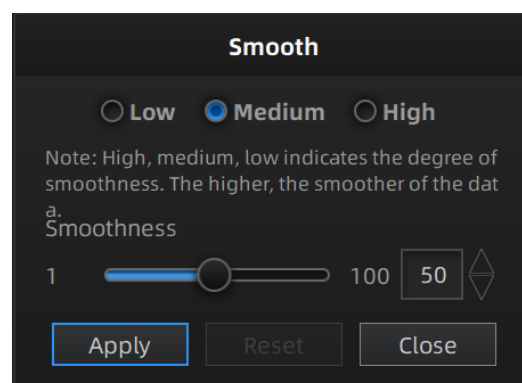 Smooth
Low Medium High
Note: High, medium, low indicates the degree of
smoothness. The higher, the smoother of the dat
a.
Smoothness
1 100 50
Apply Reset Close